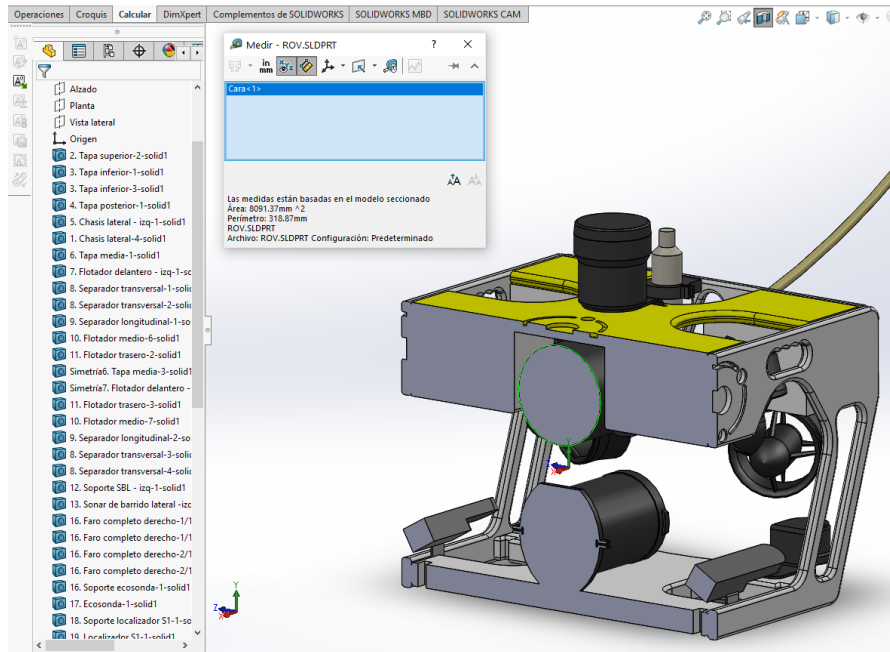 Operaciones Croquis Calcular DimXpert Complementos de SOLIDWORKS SOLIDWORKS MBD SOLIDWORKS CAM
Medir - ROV.SLDPRT ? X
in
mm
Cara<1>
Las medidas están basadas en el modelo seccionado
Área: 8091.37mm ^2
Perímetro: 318.87mm
ROV.SLDPRT
Archivo: ROV.SLDPRT Configuración: Predeterminado
Alzado
Planta
Vista lateral
Origen
2. Tapa superior-2-solid1
3. Tapa inferior-1-solid1
3. Tapa inferior-3-solid1
4. Tapa posterior-1-solid1
5. Chasis lateral - izq-1-solid1
1. Chasis lateral-4-solid1
6. Tapa media-1-solid1
7. Flotador delantero - izq-1-sc
8. Separador transversal-1-solid
8. Separador transversal-2-solid
9. Separador longitudinal-1-so
10. Flotador medio-6-solid1
11. Flotador trasero-2-solid1
Simetría6. Tapa media-3-solid1
Simetría7. Flotador delantero -
11. Flotador trasero-3-solid1
10. Flotador medio-7-solid1
9. Separador longitudinal-2-so
8. Separador transversal-3-solid
8. Separador transversal-4-solid
12. Soporte SBL - izq-1-solid1
13. Sonar de barrido lateral -izq
16. Faro completo derecho-1/1
16. Faro completo derecho-1/1
16. Faro completo derecho-2/1
16. Faro completo derecho-2/1
16. Soporte ecosonda-1-solid1
17. Ecosonda-1-solid1
18. Soporte localizador S1-1-so
19. Localizador S1-1-solid1
Y
Z
X
Y
Z
X